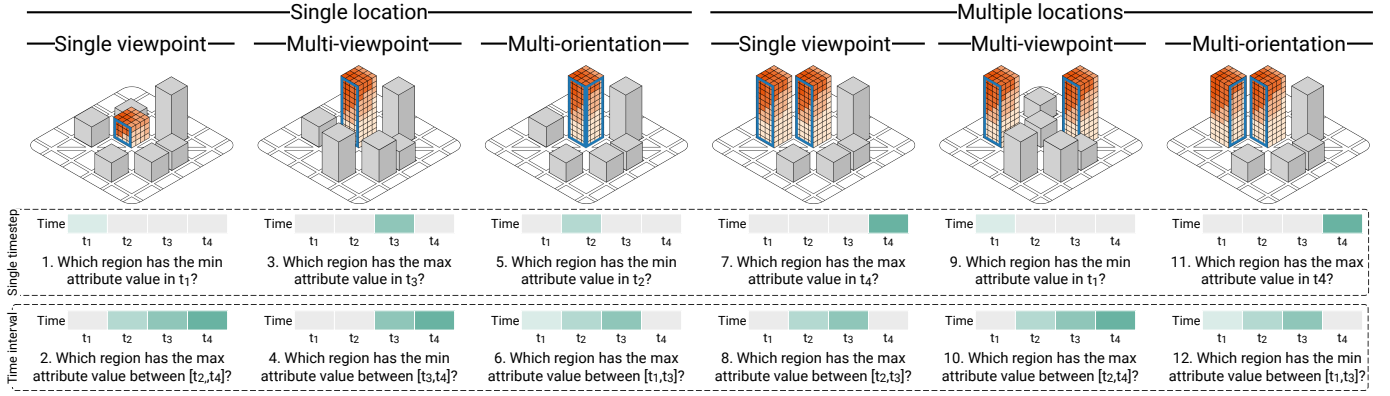 Single location
Multiple locations
Single viewpoint
Multi-viewpoint
Multi-orientation
Single viewpoint
Multi-viewpoint
Multi-orientation
Single timestep
Time
t1 t2 t3 t4
1. Which region has the min
attribute value in t1?
Time
t1 t2 t3 t4
3. Which region has the max
attribute value in t3?
Time
t1 t2 t3 t4
5. Which region has the min
attribute value in t2?
Time
t1 t2 t3 t4
7. Which region has the max
attribute value in t4?
Time
t1 t2 t3 t4
9. Which region has the min
attribute value in t1?
Time
t1 t2 t3 t4
11. Which region has the max
attribute value in t4?
Time interval
Time
t1 t2 t3 t4
2. Which region has the max
attribute value between [t2,,t4]?
Time
t1 t2 t3 t4
4. Which region has the min
attribute value between [t3,t4]?
Time
t1 t2 t3 t4
6. Which region has the max
attribute value between [t1,t3]?
Time
t1 t2 t3 t4
8. Which region has the max
attribute value between [t2,t3]?
Time
t1 t2 t3 t4
10. Which region has the max
attribute value between [t2,t4]?
Time
t1 t2 t3 t4
12. Which region has the min
attribute value between [t1,t3]?